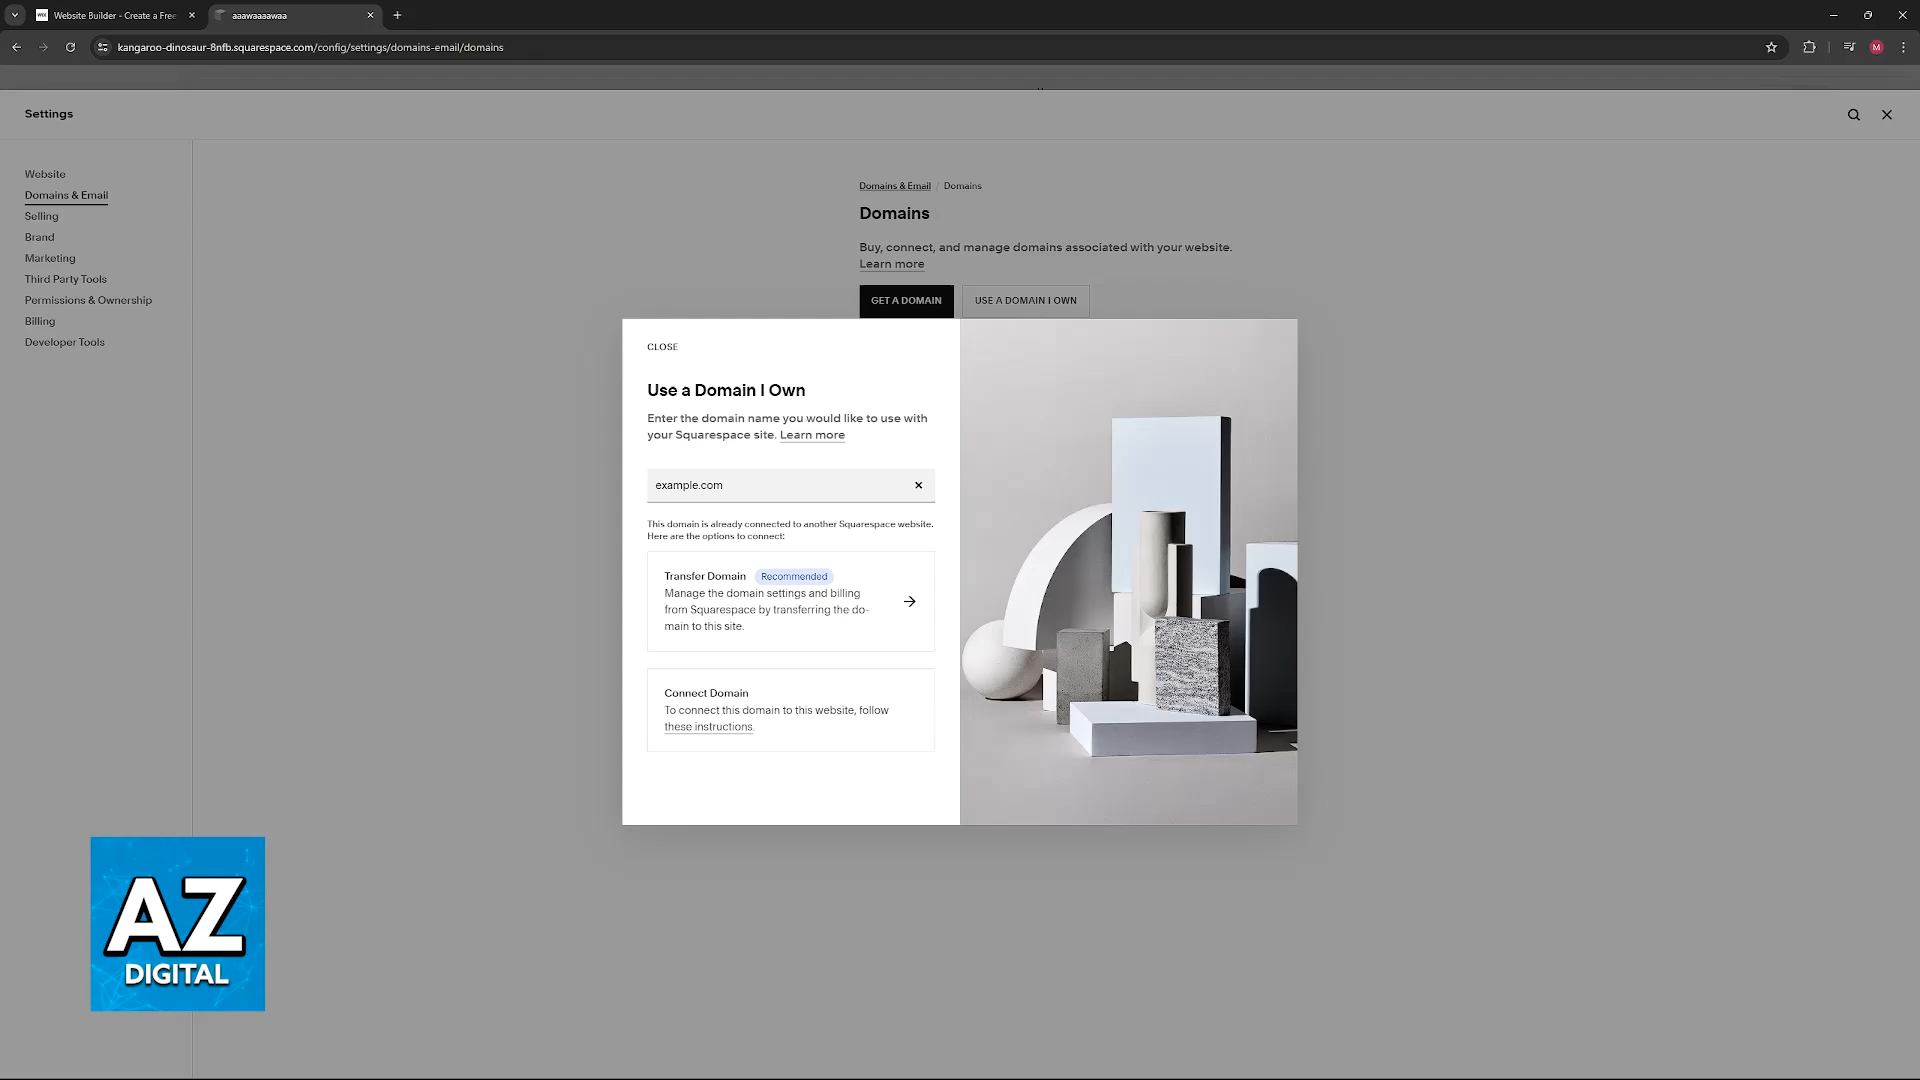 WIX
Website Builder - Create a Free
aaawaaaawaa
kangaroo-dinosaur-8nfb.squarespace.com/config/settings/domains-email/domains
M
Settings
Website
Domains & Email
Selling
Brand
Marketing
Third Party Tools
Permissions & Ownership
Billing
Developer Tools
Domains & Email / Domains
Domains
Buy, connect, and manage domains associated with your website.
Learn more
GET A DOMAIN
USE A DOMAIN I OWN
CLOSE
Use a Domain I Own
Enter the domain name you would like to use with
your Squarespace site. Learn more
example.com
This domain is already connected to another Squarespace website.
Here are the options to connect:
Transfer Domain Recommended
Manage the domain settings and billing
from Squarespace by transferring the do-
main to this site.
Connect Domain
To connect this domain to this website, follow
these instructions.
AZ
DIGITAL